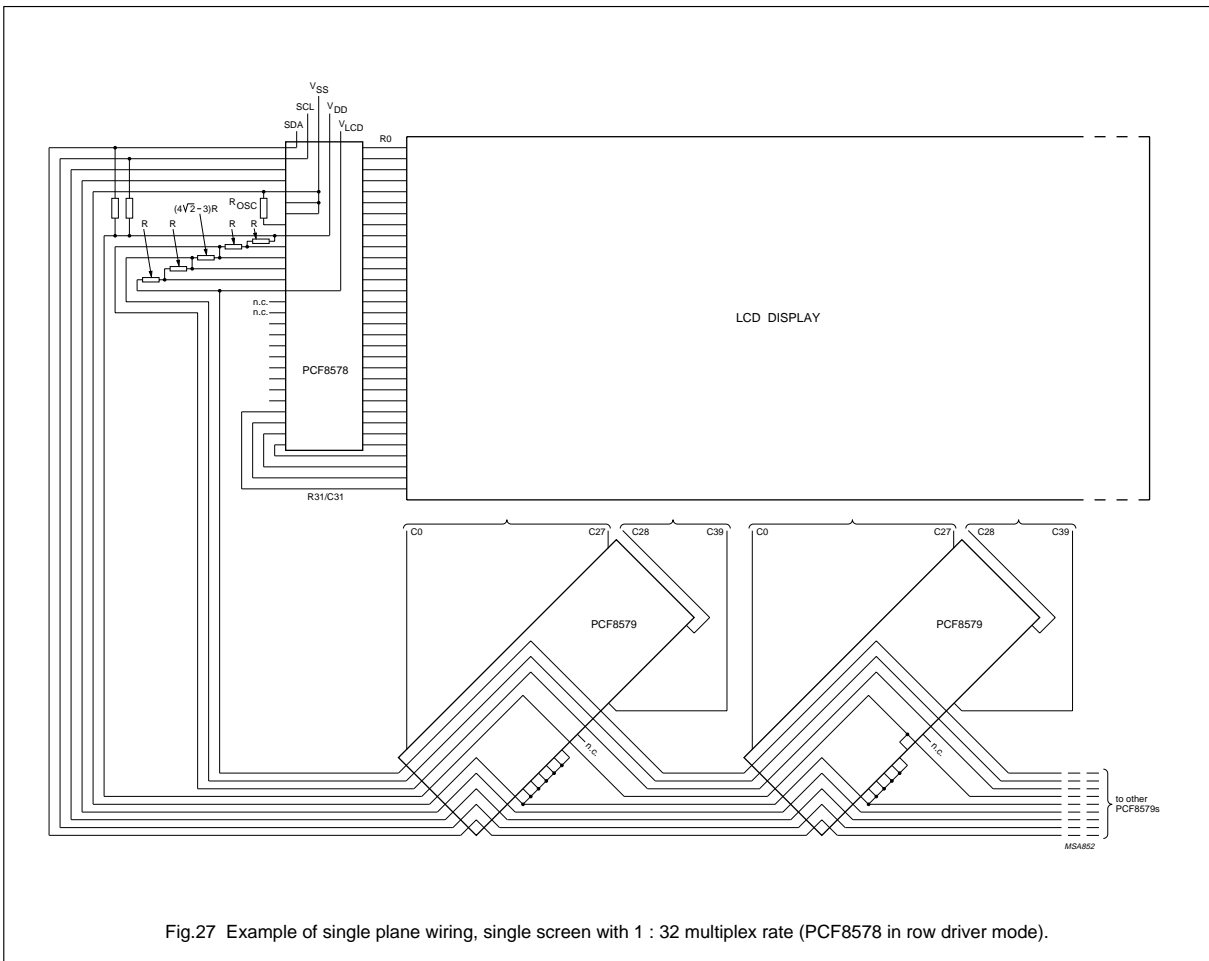 VSS
SCL VDD
SDA VLCD
R0
ROSC
(4√2−3)R
R R R R
n.c.
n.c.
LCD DISPLAY
PCF8578
R31/C31
C0 C27 C28 C39 C0 C27 C28 C39
PCF8579 PCF8579
n.c. n.c.
to other
PCF8579s
MSA852
Fig.27 Example of single plane wiring, single screen with 1 : 32 multiplex rate (PCF8578 in row driver mode).